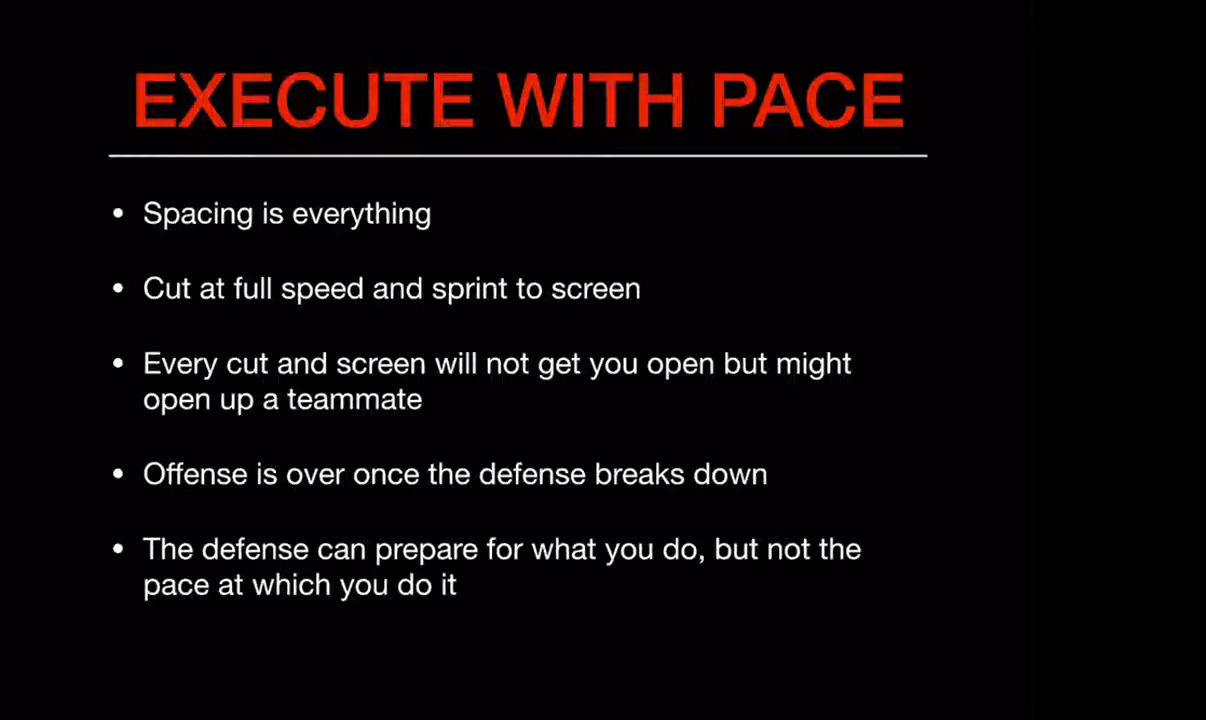 EXECUTE WITH PACE
• Spacing is everything
• Cut at full speed and sprint to screen
• Every cut and screen will not get you open but might
open up a teammate
• Offense is over once the defense breaks down
• The defense can prepare for what you do, but not the
pace at which you do it